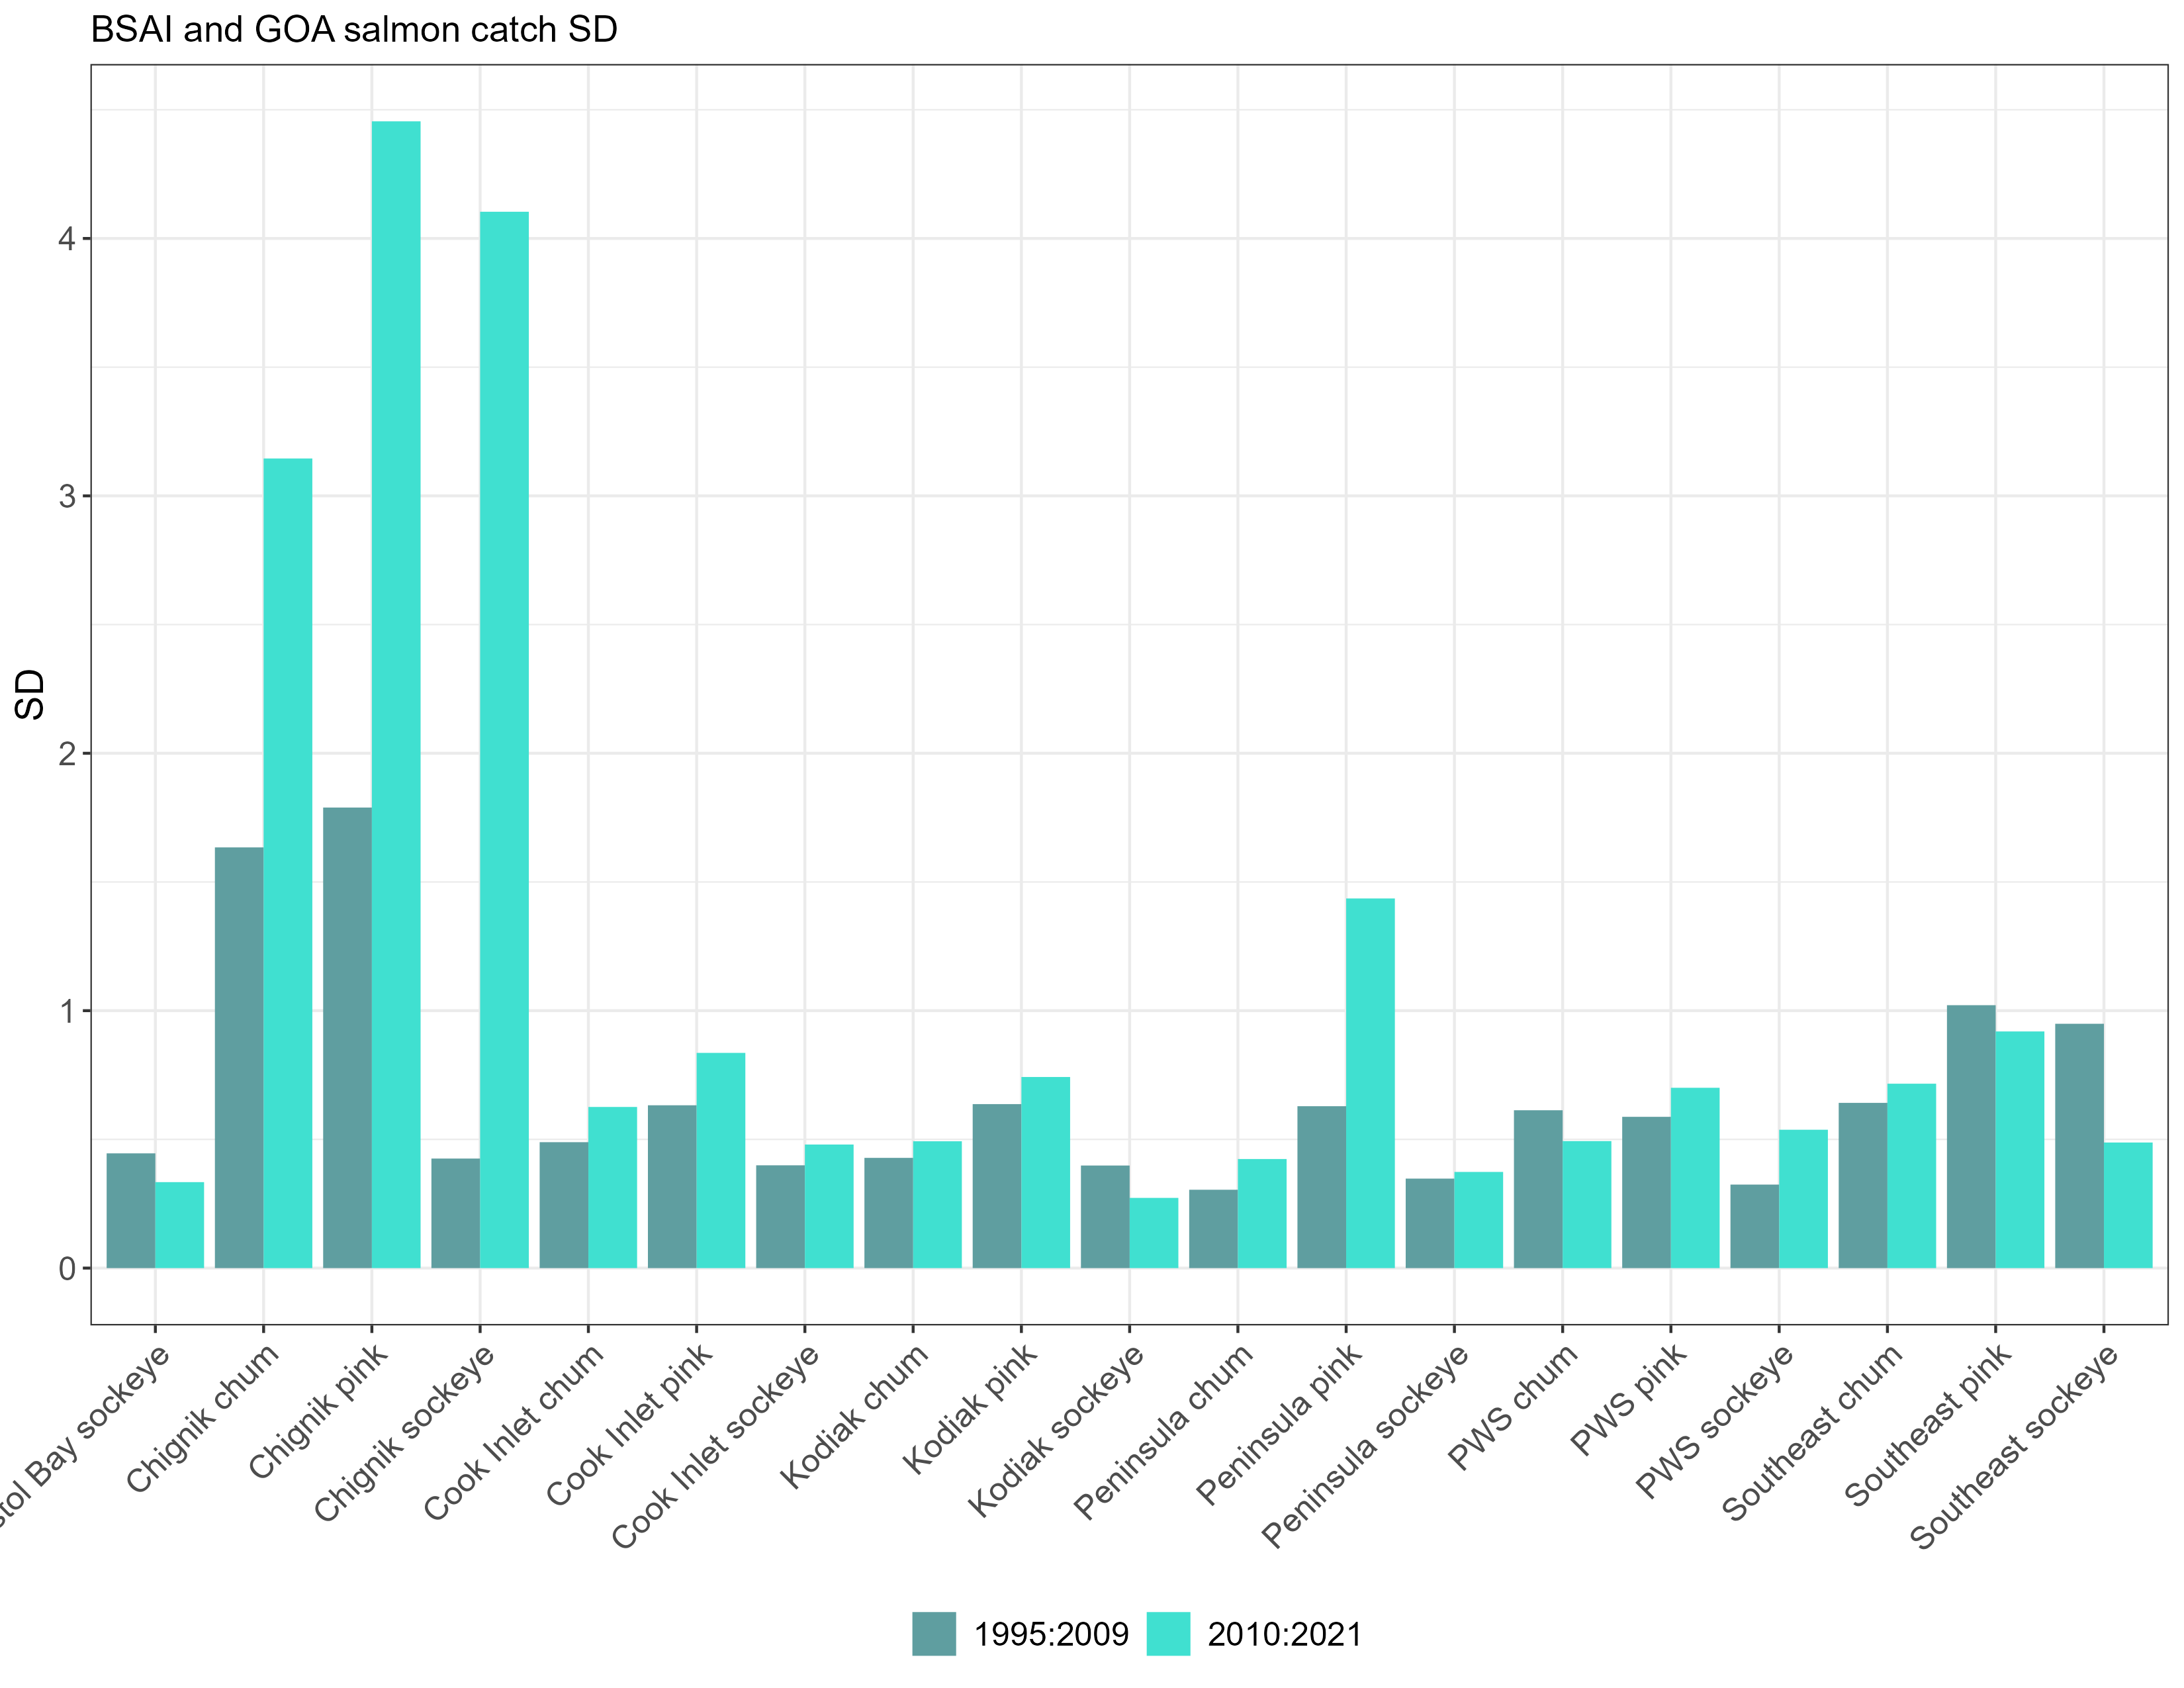 BSAI and GOA salmon catch SD
SD
4
3
2
1
0
Bay sockeye
Chignik chum
Chignik pink
Chignik sockeye
Cook Inlet chum
Cook Inlet pink
Cook Inlet sockeye
Kodiak chum
Kodiak pink
Kodiak sockeye
Peninsula chum
Peninsula pink
Peninsula sockeye
PWS chum
PWS pink
PWS sockeye
Southeast chum
Southeast pink
Southeast sockeye
1995:2009
2010:2021